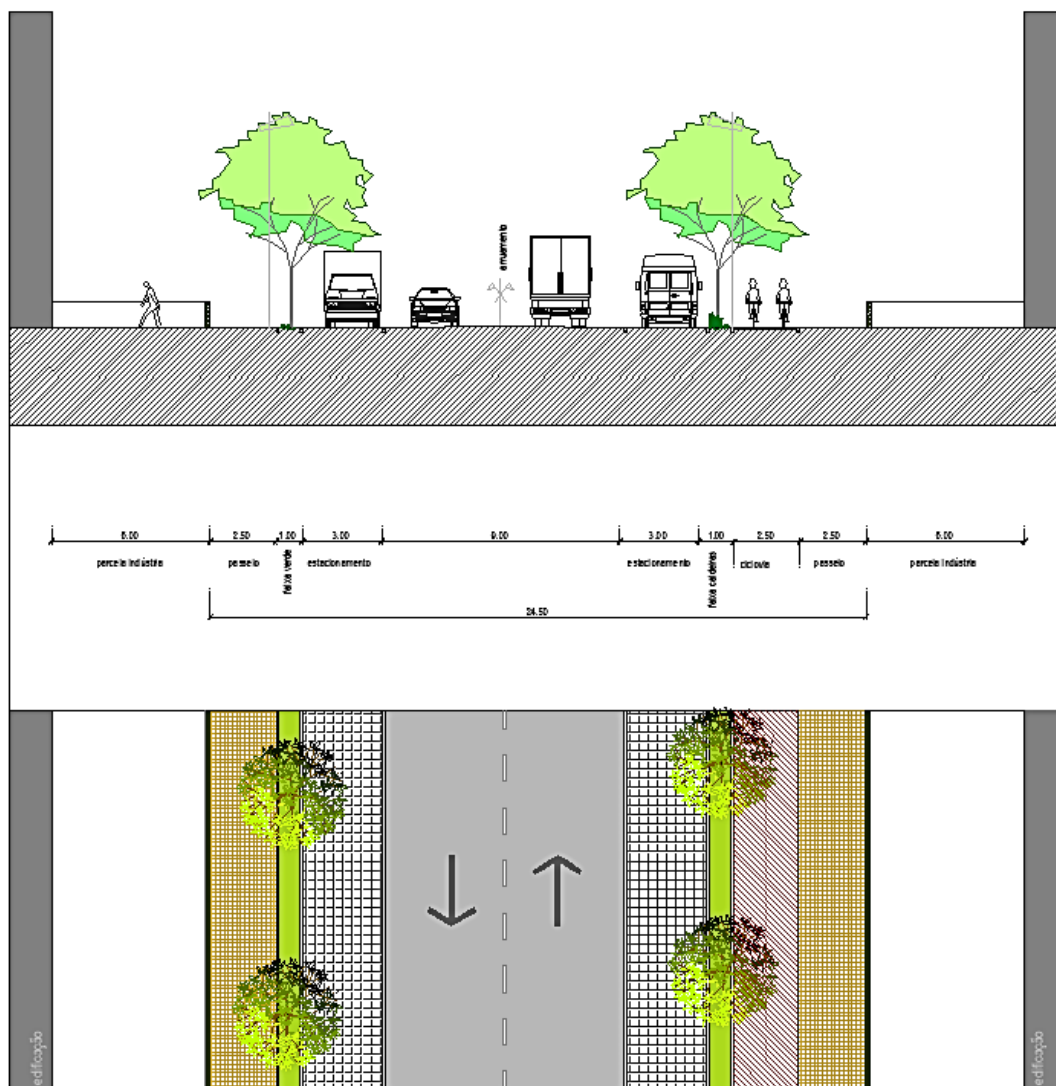 arruamento
6.00 2.50 1.00 3.00 9.00 3.00 1.00 2.50 2.50 6.00
parcela indústria passeio faixa verde estacionamento estacionamento faixa caldeiras ciclovia passeio parcela indústria
24.50
edificação edificação